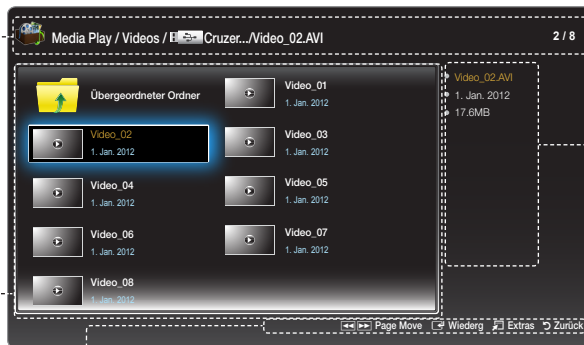 Media Play / Videos / Cruzer.../Video_02.AVI
2 / 8
Übergeordneter Ordner
Video_01
1. Jan. 2012
Video_02
1. Jan. 2012
Video_03
1. Jan. 2012
Video_04
1. Jan. 2012
Video_05
1. Jan. 2012
Video_06
1. Jan. 2012
Video_07
1. Jan. 2012
Video_08
1. Jan. 2012
Video_02.AVI
1. Jan. 2012
17.6MB
Page Move Wiederg Extras Zurück